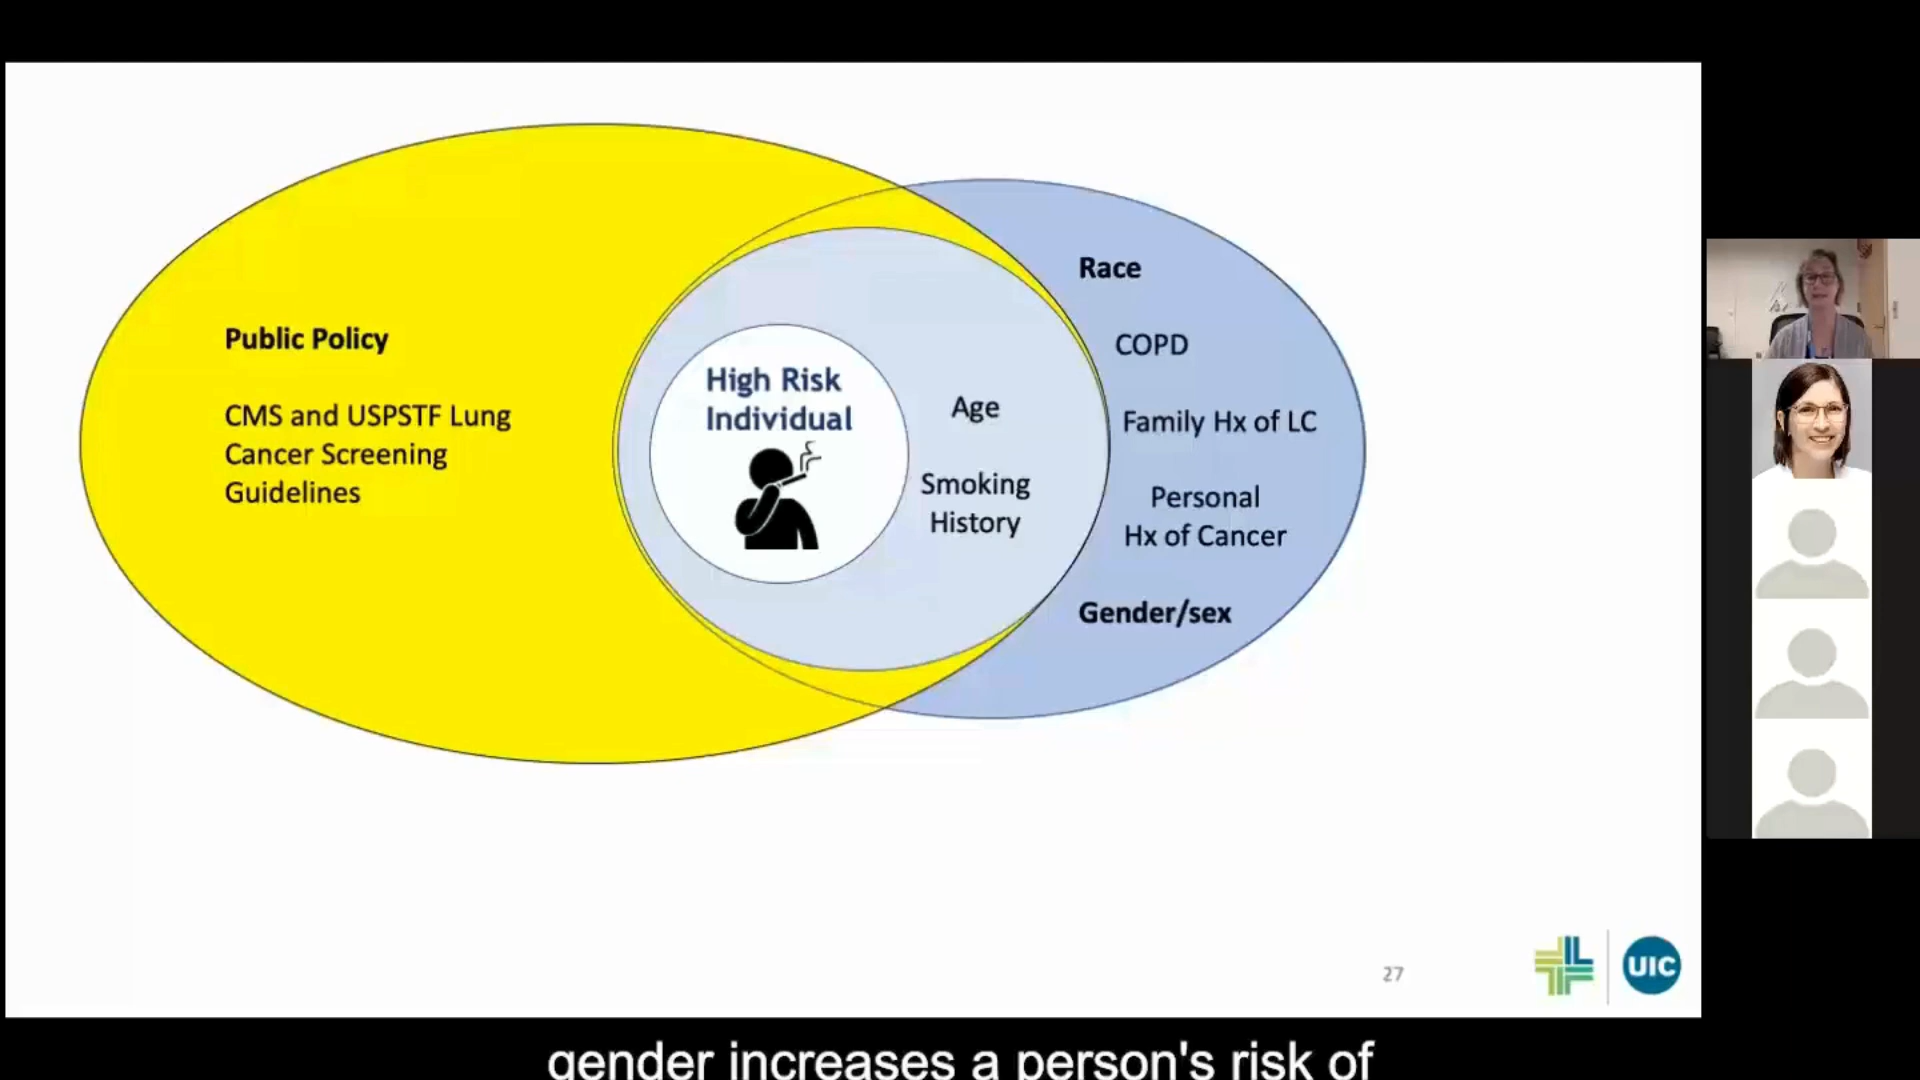 Public Policy
CMS and USPSTF Lung
Cancer Screening
Guidelines
High Risk
Individual
Age
Smoking
History
Race
COPD
Family Hx of LC
Personal
Hx of Cancer
Gender/sex
27
UIC
gender increases a person's risk of